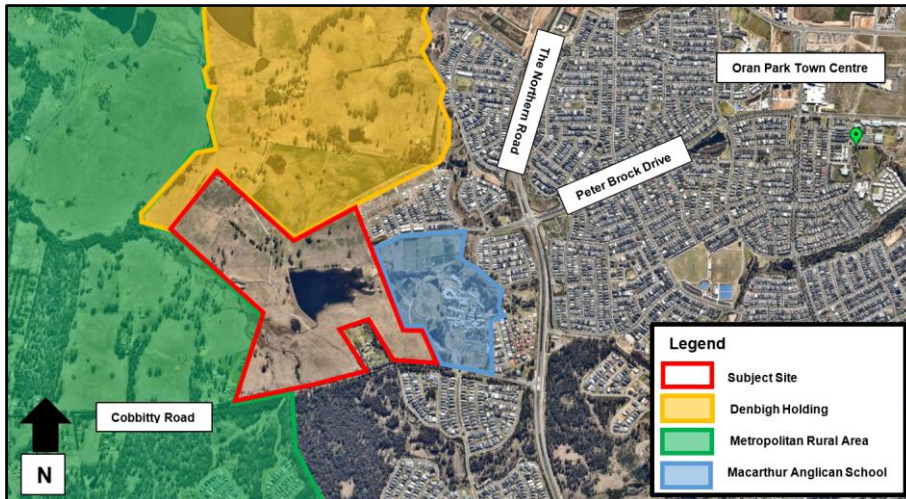 The Northern Road
Oran Park Town Centre
Peter Brock Drive
Cobbitty Road
N
Legend
Subject Site
Denbigh Holding
Metropolitan Rural Area
Macarthur Anglican School